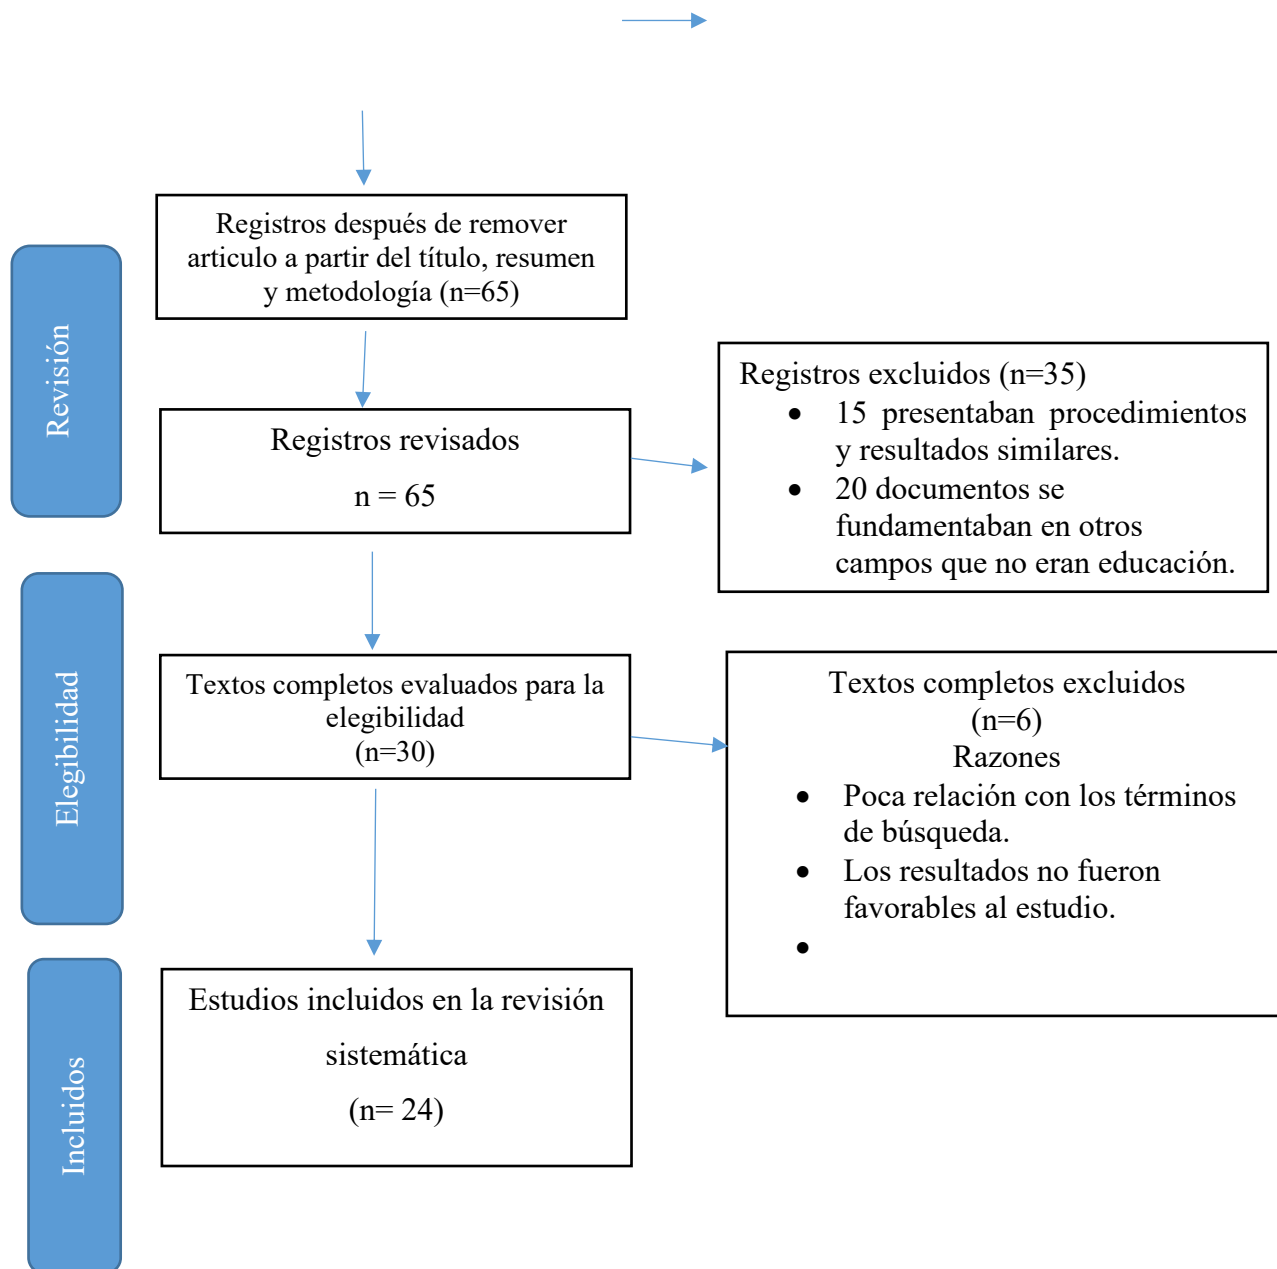 Revisión
Registros después de remover
articulo a partir del título, resumen
y metodología (n=65)
Registros revisados
n = 65
Registros excluidos (n=35)
• 15 presentaban procedimientos
y resultados similares.
• 20 documentos se
fundamentaban en otros
campos que no eran educación.
Elegibilidad
Textos completos evaluados para la
elegibilidad
(n=30)
Textos completos excluidos
(n=6)
Razones
• Poca relación con los términos
de búsqueda.
• Los resultados no fueron
favorables al estudio.
•
Incluidos
Estudios incluidos en la revisión
sistemática
(n= 24)